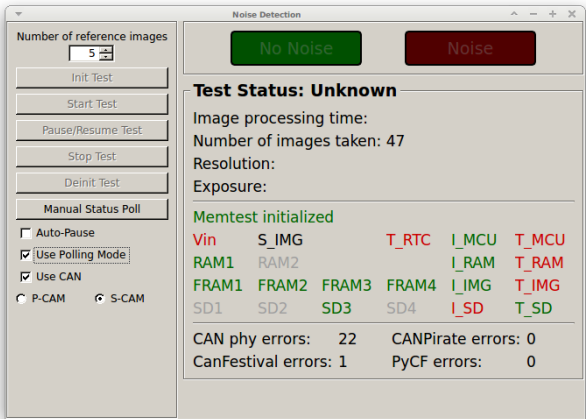 Noise Detection
Number of reference images
5
Init Test
Start Test
Pause/Resume Test
Stop Test
Deinit Test
Manual Status Poll
Auto-Pause
Use Polling Mode
Use CAN
P-CAM S-CAM
No Noise Noise
Test Status: Unknown
Image processing time:
Number of images taken: 47
Resolution:
Exposure:
Memtest initialized
Vin S_IMG T_RTC I_MCU T_MCU
RAM1 RAM2 I_RAM T_RAM
FRAM1 FRAM2 FRAM3 FRAM4 I_IMG T_IMG
SD1 SD2 SD3 SD4 I_SD T_SD
CAN phy errors: 22 CANPirate errors: 0
CanFestival errors: 1 PyCF errors: 0